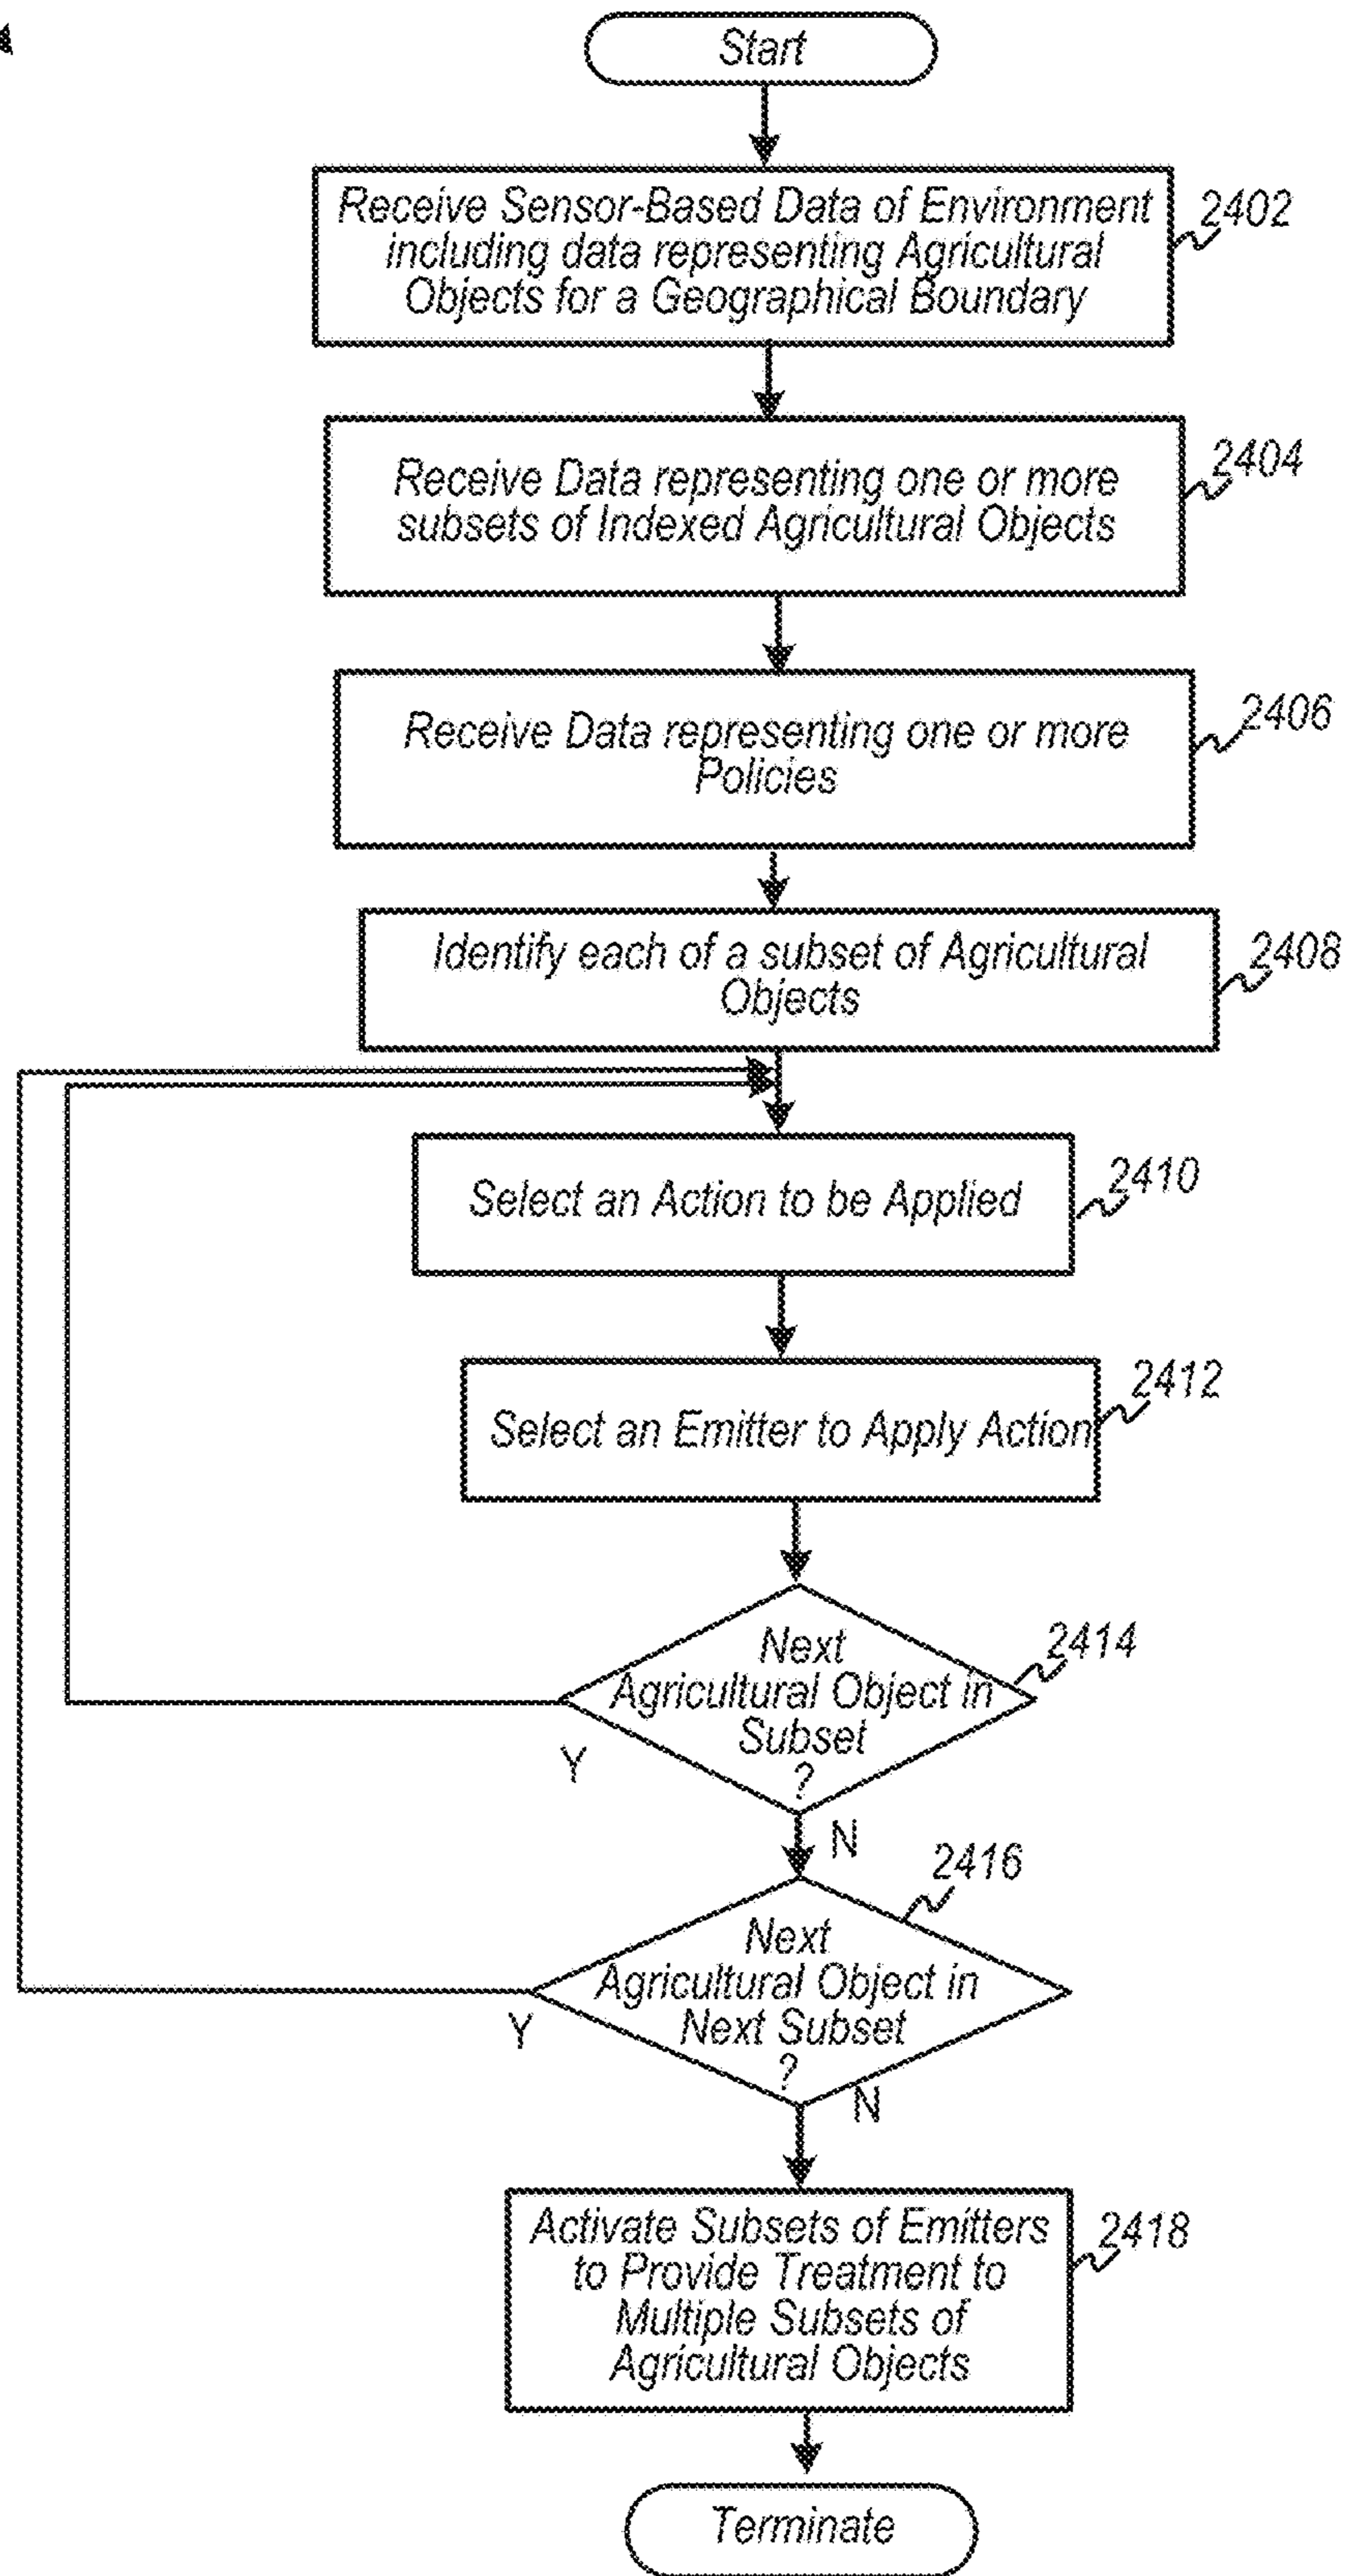 Start
Receive Sensor-Based Data of Environment
including data representing Agricultural
Objects for a Geographical Boundary
2402
Receive Data representing one or more
subsets of Indexed Agricultural Objects
2404
Receive Data representing one or more
Policies
2406
Identify each of a subset of Agricultural
Objects
2408
Select an Action to be Applied
2410
Select an Emitter to Apply Action
2412
Next
Agricultural Object in
Subset
?
2414
Y
N
Next
Agricultural Object in
Next Subset
?
2416
Y
N
Activate Subsets of Emitters
to Provide Treatment to
Multiple Subsets of
Agricultural Objects
2418
Terminate